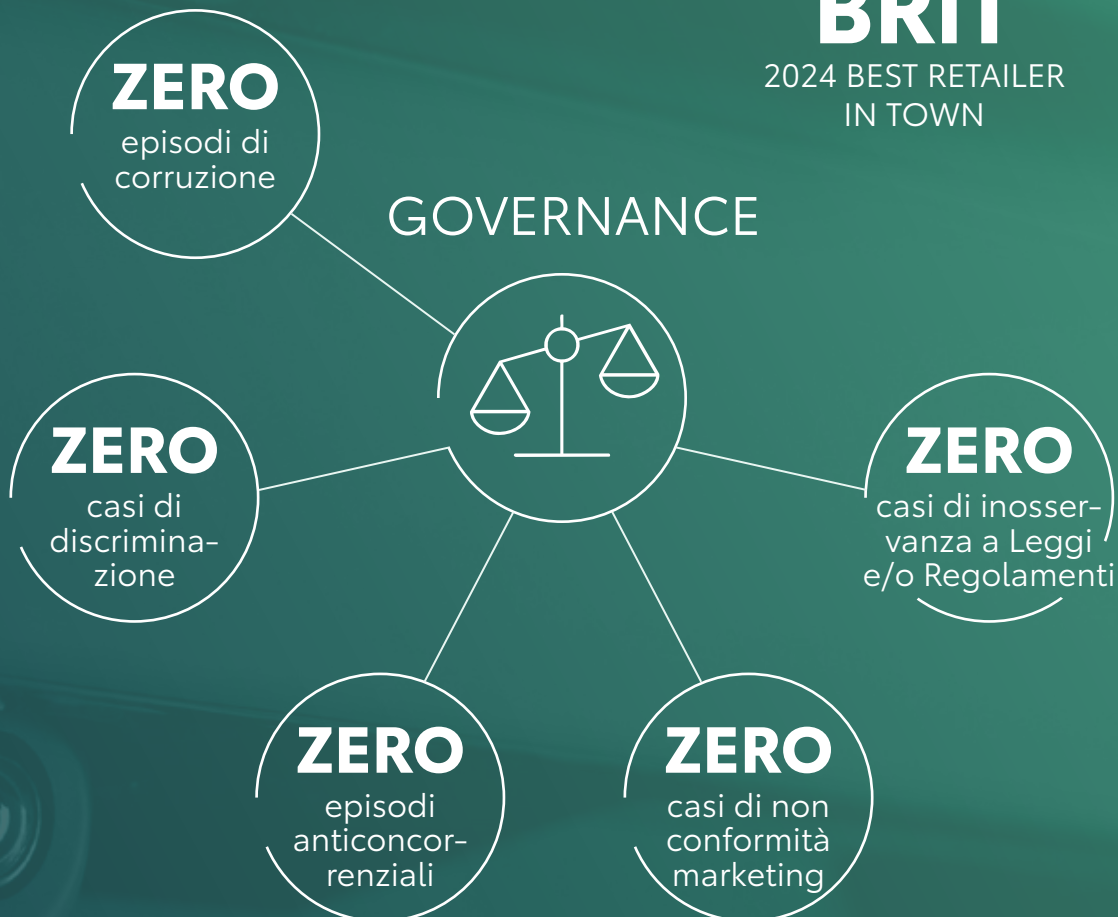 BRIT
2024 BEST RETAILER
IN TOWN
ZERO
episodi di
corruzione
GOVERNANCE
ZERO
casi di
discrimina-
zione
ZERO
casi di inosser-
vanza a Leggi
e/o Regolamenti
ZERO
episodi
anticoncor-
renziali
ZERO
casi di non
conformità
marketing